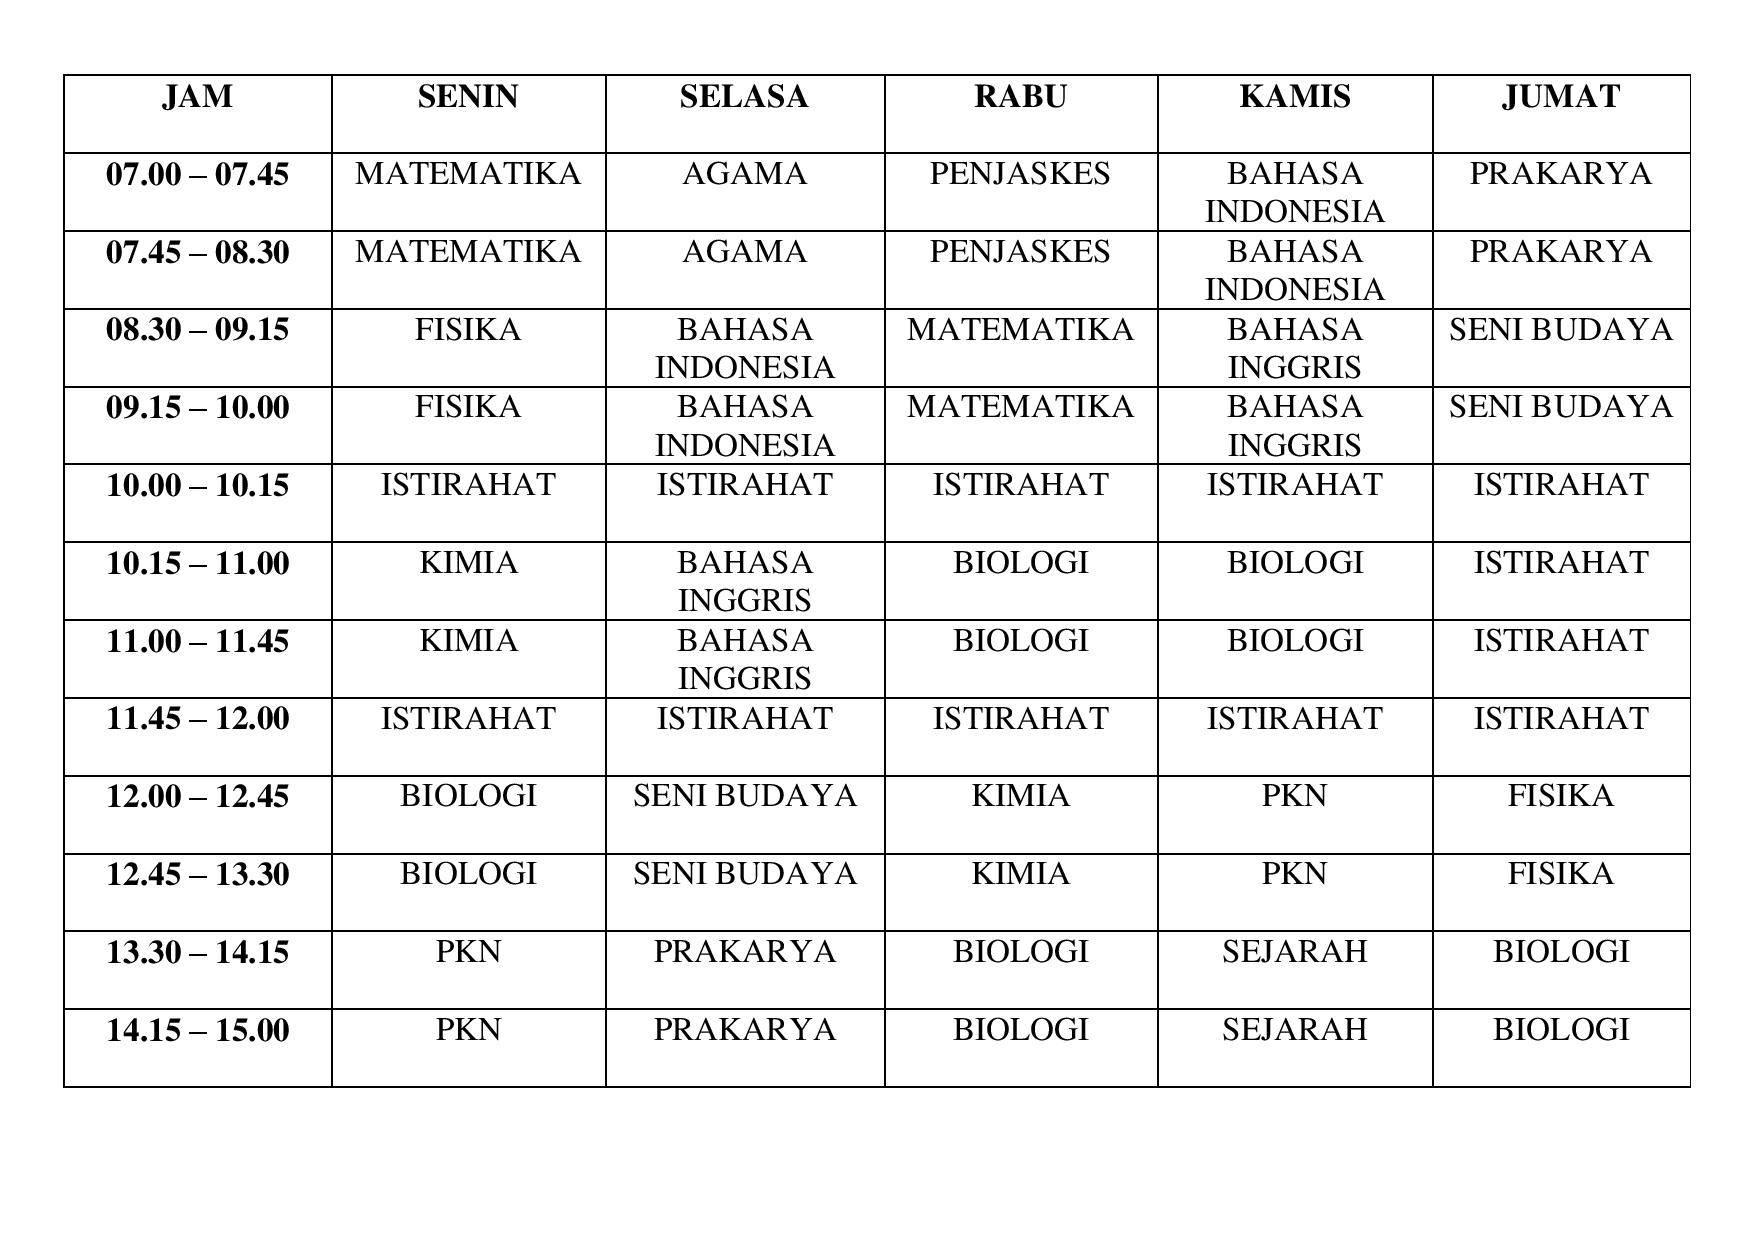 JAM SENIN SELASA RABU KAMIS JUMAT
07.00 – 07.45 MATEMATIKA AGAMA PENJASKES BAHASA PRAKARYA
INDONESIA
07.45 – 08.30 MATEMATIKA AGAMA PENJASKES BAHASA PRAKARYA
INDONESIA
08.30 – 09.15 FISIKA BAHASA MATEMATIKA BAHASA SENI BUDAYA
INDONESIA INGGRIS
09.15 – 10.00 FISIKA BAHASA MATEMATIKA BAHASA SENI BUDAYA
INDONESIA INGGRIS
10.00 – 10.15 ISTIRAHAT ISTIRAHAT ISTIRAHAT ISTIRAHAT ISTIRAHAT
10.15 – 11.00 KIMIA BAHASA BIOLOGI BIOLOGI ISTIRAHAT
INGGRIS
11.00 – 11.45 KIMIA BAHASA BIOLOGI BIOLOGI ISTIRAHAT
INGGRIS
11.45 – 12.00 ISTIRAHAT ISTIRAHAT ISTIRAHAT ISTIRAHAT ISTIRAHAT
12.00 – 12.45 BIOLOGI SENI BUDAYA KIMIA PKN FISIKA
12.45 – 13.30 BIOLOGI SENI BUDAYA KIMIA PKN FISIKA
13.30 – 14.15 PKN PRAKARYA BIOLOGI SEJARAH BIOLOGI
14.15 – 15.00 PKN PRAKARYA BIOLOGI SEJARAH BIOLOGI